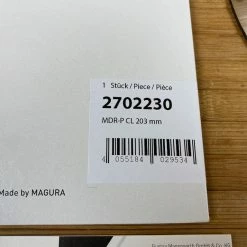 1 Stück / Piece / Pièce
2702230
MDR-P CL 203 mm
4 055184 029534
Made by MAGURA